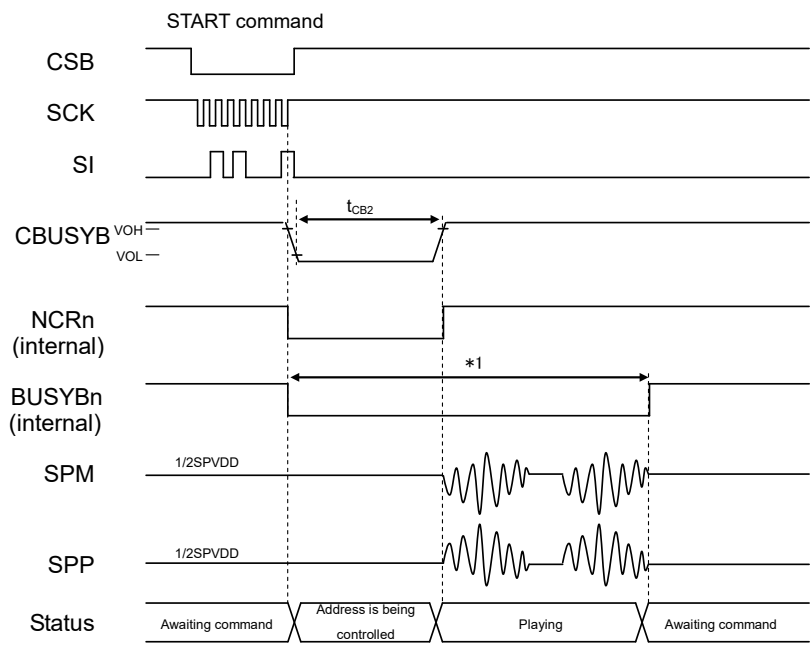 START command
CSB
SCK
SI
tCB2
CBUSYB
VOH
VOL
NCRn
(internal)
*1
BUSYBn
(internal)
SPM
1/2SPVDD
SPP
1/2SPVDD
Status
Awaiting command
Address is being
controlled
Playing
Awaiting command